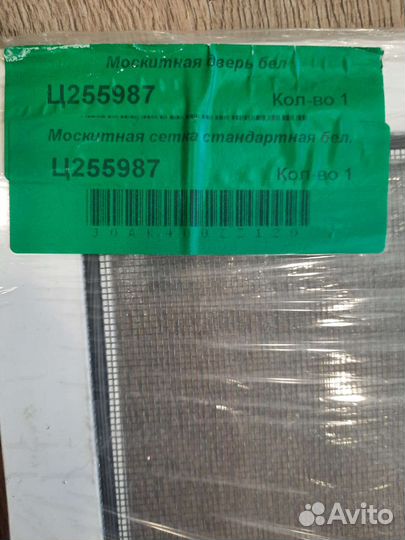 Москитная дверь бел.
Ц255987
Кол-во 1
Москитная сетка стандартная бел.
Ц255987
Кол-во 1
Avito